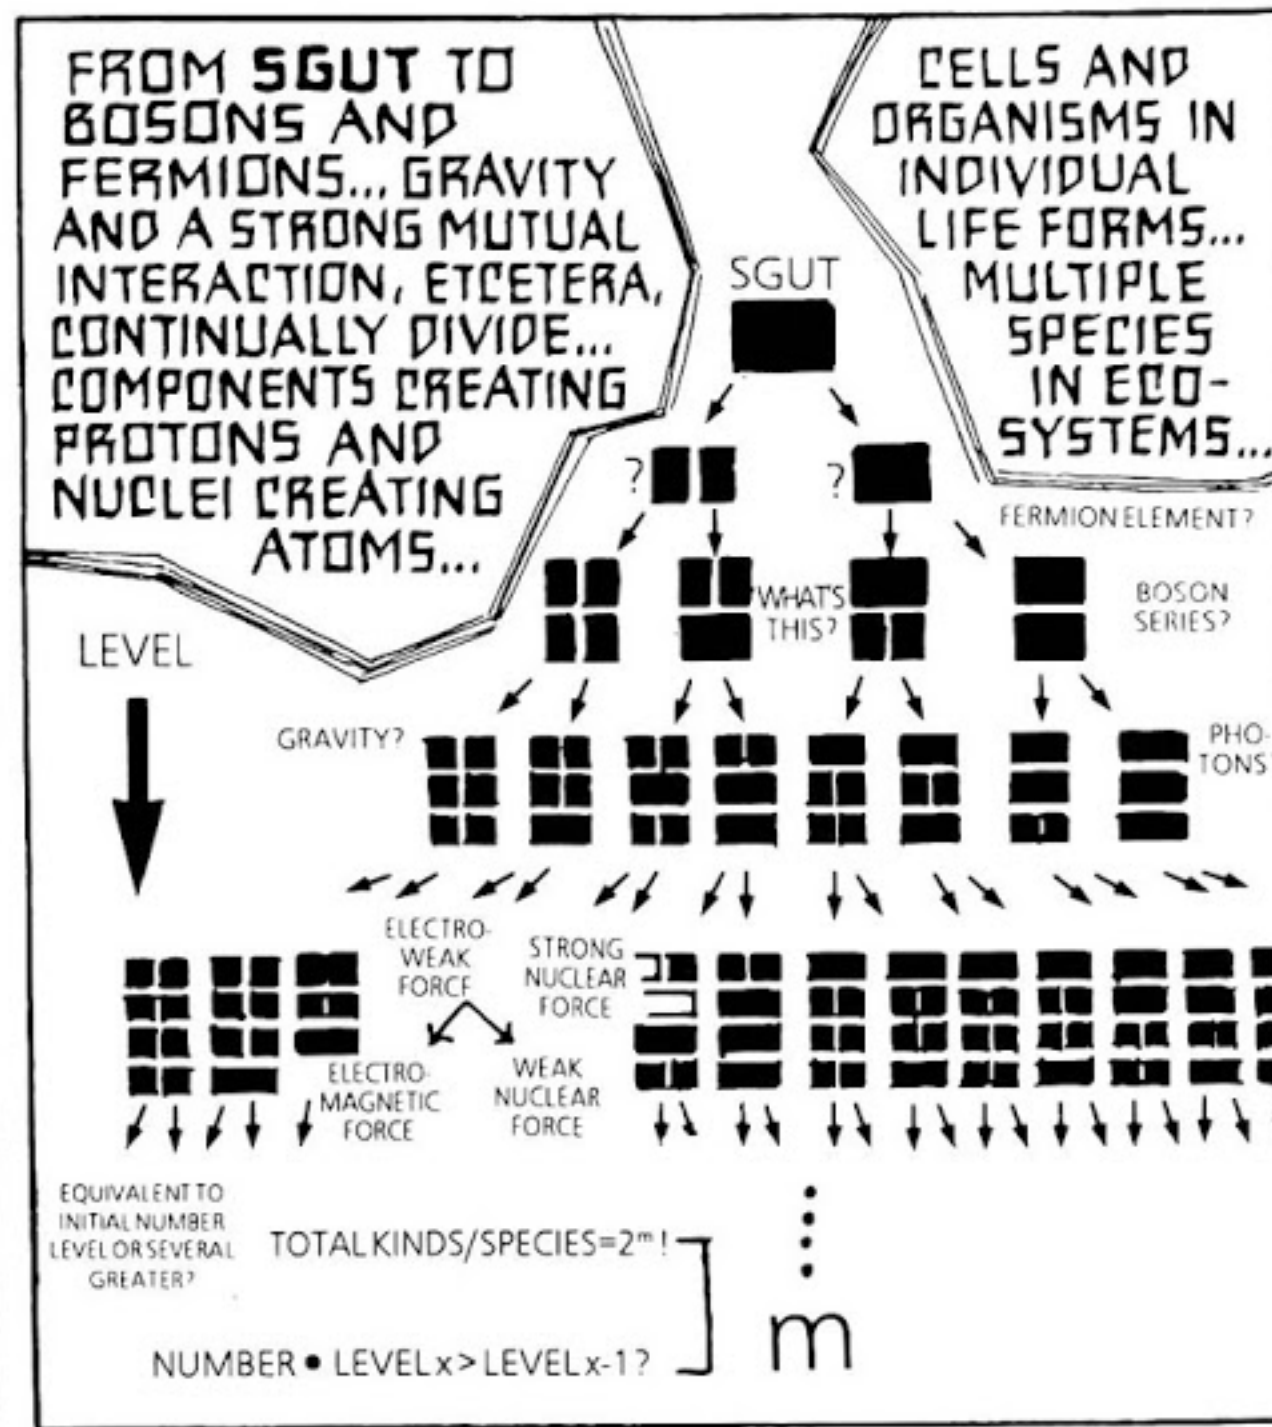 FROM SGUT TO
BOSONS AND
FERMIONS... GRAVITY
AND A STRONG MUTUAL
INTERACTION, ETCETERA,
CONTINUALLY DIVIDE...
COMPONENTS CREATING
PROTONS AND
NUCLEI CREATING
ATOMS...
CELLS AND
ORGANISMS IN
INDIVIDUAL
LIFE FORMS...
MULTIPLE
SPECIES
IN ECO-
SYSTEMS...
SGUT
?
?
FERMION ELEMENT?
WHAT'S
THIS?
BOSON
SERIES?
LEVEL
GRAVITY?
PHO-
TONS?
ELECTRO-
WEAK
FORCE
STRONG
NUCLEAR
FORCE
ELECTRO-
MAGNETIC
FORCE
WEAK
NUCLEAR
FORCE
EQUIVALENT TO
INITIAL NUMBER
LEVEL OR SEVERAL
GREATER?
TOTAL KINDS/SPECIES=2ᵐ!
NUMBER • LEVEL x > LEVEL x-1?
m